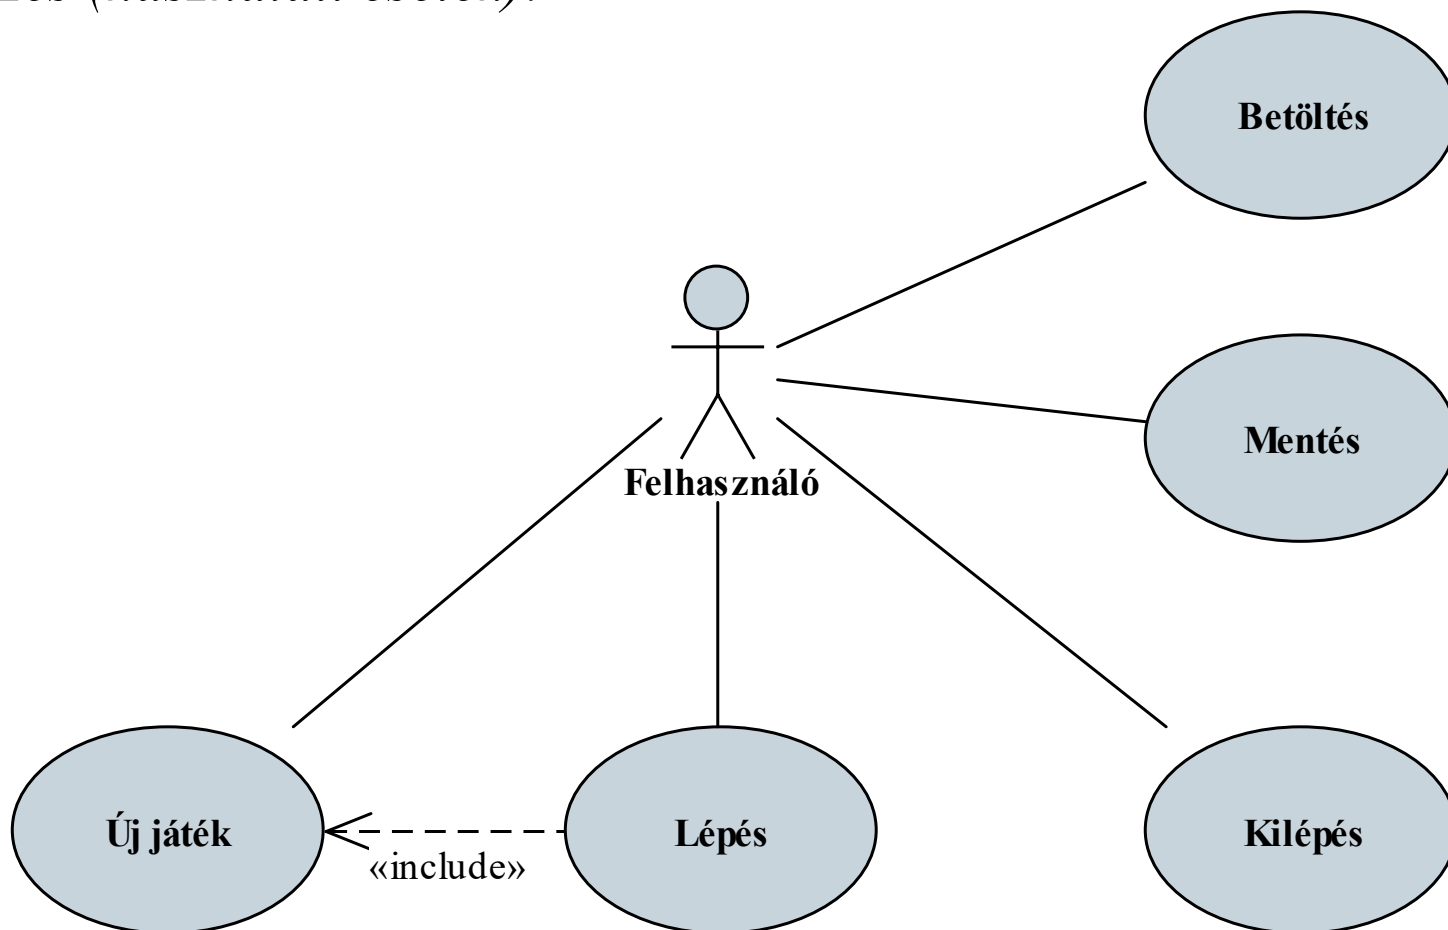 Betöltés
Mentés
Felhasználó
Új játék
«include»
Lépés
Kilépés